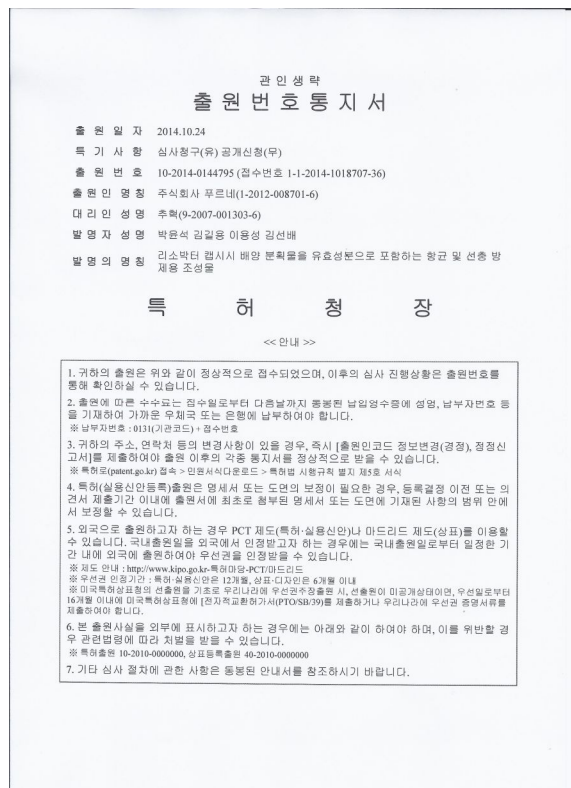 관인생략
출원번호통지서
출 원 일 자 2014.10.24
특 기 사 항 심사청구(유) 공개신청(무)
출 원 번 호 10-2014-0144795 (접수번호 1-1-2014-1018707-36)
출 원 인 명 칭 주식회사 푸르네(1-2012-008701-6)
대 리 인 성 명 추혁(9-2007-001303-6)
발 명 자 성 명 박윤석 김길용 이용성 김선배
발 명 의 명 칭 리소박터 캡시시 배양 분획물을 유효성분으로 포함하는 항균 및 선충 방
제용 조성물
특 허 청 장
<< 안내 >>
1. 귀하의 출원은 위와 같이 정상적으로 접수되었으며, 이후의 심사 진행상황은 출원번호를
통해 확인하실 수 있습니다.
2. 출원에 따른 수수료는 접수일로부터 다음날까지 동봉된 납입영수증에 성명, 납부자번호 등
을 기재하여 가까운 우체국 또는 은행에 납부하여야 합니다.
※ 납부자번호 : 0131(기관코드) + 접수번호
3. 귀하의 주소, 연락처 등의 변경사항이 있을 경우, 즉시 [출원인코드 정보변경(경정), 정정신
고서]를 제출하여야 출원 이후의 각종 통지서를 정상적으로 받을 수 있습니다.
※ 특허로(patent.go.kr) 접속 > 민원서식다운로드 > 특허법 시행규칙 별지 제5호 서식
4. 특허(실용신안등록)출원은 명세서 또는 도면의 보정이 필요한 경우, 등록결정 이전 또는 의
견서 제출기간 이내에 출원서에 최초로 첨부된 명세서 또는 도면에 기재된 사항의 범위 안에
서 보정할 수 있습니다.
5. 외국으로 출원하고자 하는 경우 PCT 제도(특허·실용신안)나 마드리드 제도(상표)를 이용할
수 있습니다. 국내출원일을 외국에서 인정받고자 하는 경우에는 국내출원일로부터 일정한 기
간 내에 외국에 출원하여야 우선권을 인정받을 수 있습니다.
※ 제도 안내 : http://www.kipo.go.kr-특허마당-PCT/마드리드
※ 우선권 인정기간 : 특허·실용신안은 12개월, 상표·디자인은 6개월 이내
※ 미국특허상표청의 선출원을 기초로 우리나라에 우선권주장출원 시, 선출원이 미공개상태이면, 우선일로부터
16개월 이내에 미국특허상표청에 [전자적교환허가서(PTO/SB/39)를 제출하거나 우리나라에 우선권 증명서류를
제출하여야 합니다.
6. 본 출원사실을 외부에 표시하고자 하는 경우에는 아래와 같이 하여야 하며, 이를 위반할 경
우 관련법령에 따라 처벌을 받을 수 있습니다.
※ 특허출원 10-2010-0000000, 상표등록출원 40-2010-0000000
7. 기타 심사 절차에 관한 사항은 동봉된 안내서를 참조하시기 바랍니다.